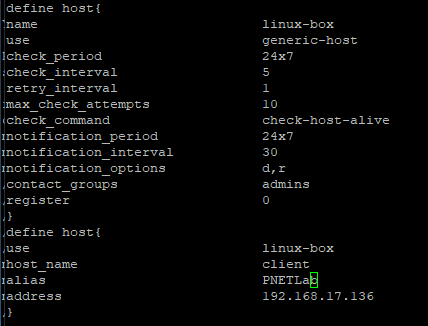 define host{
name linux-box
use generic-host
check_period 24x7
check_interval 5
retry_interval 1
max_check_attempts 10
check_command check-host-alive
notification_period 24x7
notification_interval 30
notification_options d,r
contact_groups admins
register 0
}
define host{
use linux-box
host_name client
alias PNETLab
address 192.168.17.136
}